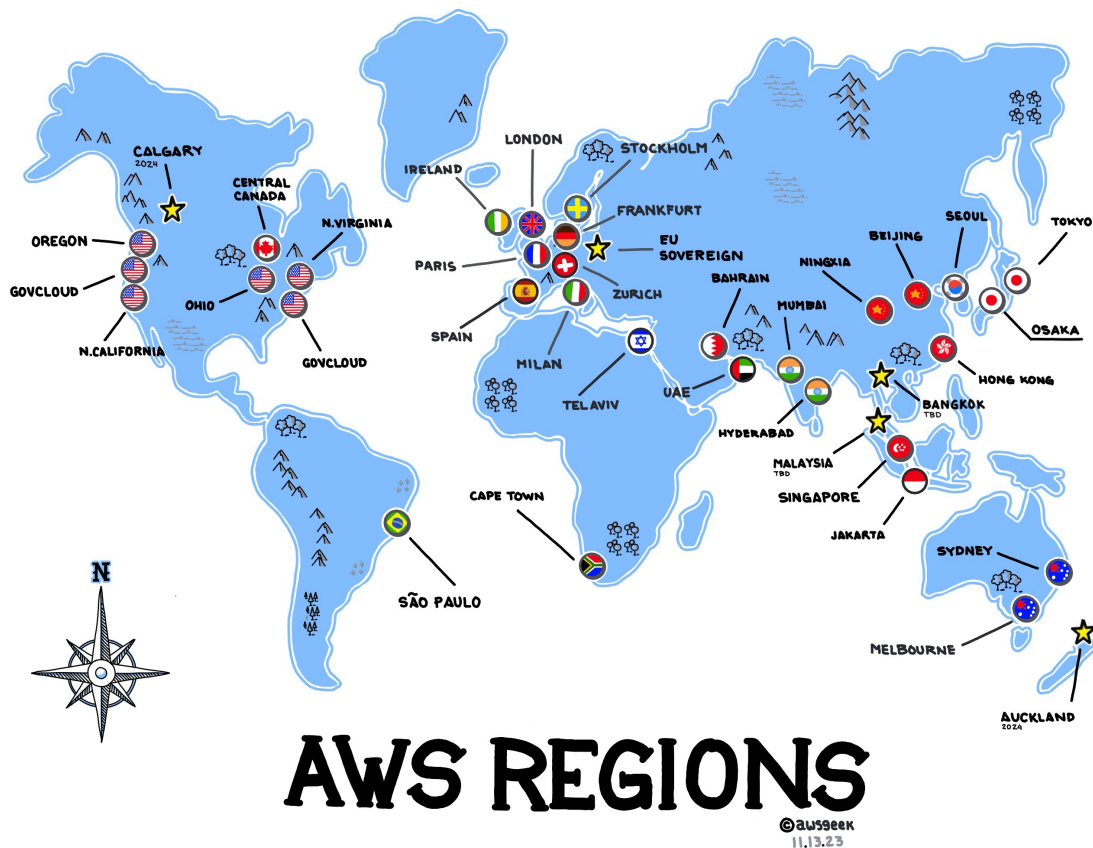 LONDON
STOCKHOLM
IRELAND
CALGARY
2024
CENTRAL
CANADA
N.VIRGINIA
FRANKFURT
SEOUL
TOKYO
OREGON
EU
SOVEREIGN
BEIJING
PARIS
NINGXIA
GOVCLOUD
BAHRAIN
ZURICH
MUMBAI
OHIO
SPAIN
OSAKA
N.CALIFORNIA
GOVCLOUD
MILAN
HONG KONG
TEL AVIV
UAE
BANGKOK
TBD
HYDERABAD
MALAYSIA
TBD
CAPE TOWN
SINGAPORE
JAKARTA
SYDNEY
N
SÃO PAULO
MELBOURNE
AUCKLAND
2024
AWS REGIONS
©awsgeek
11.13.23